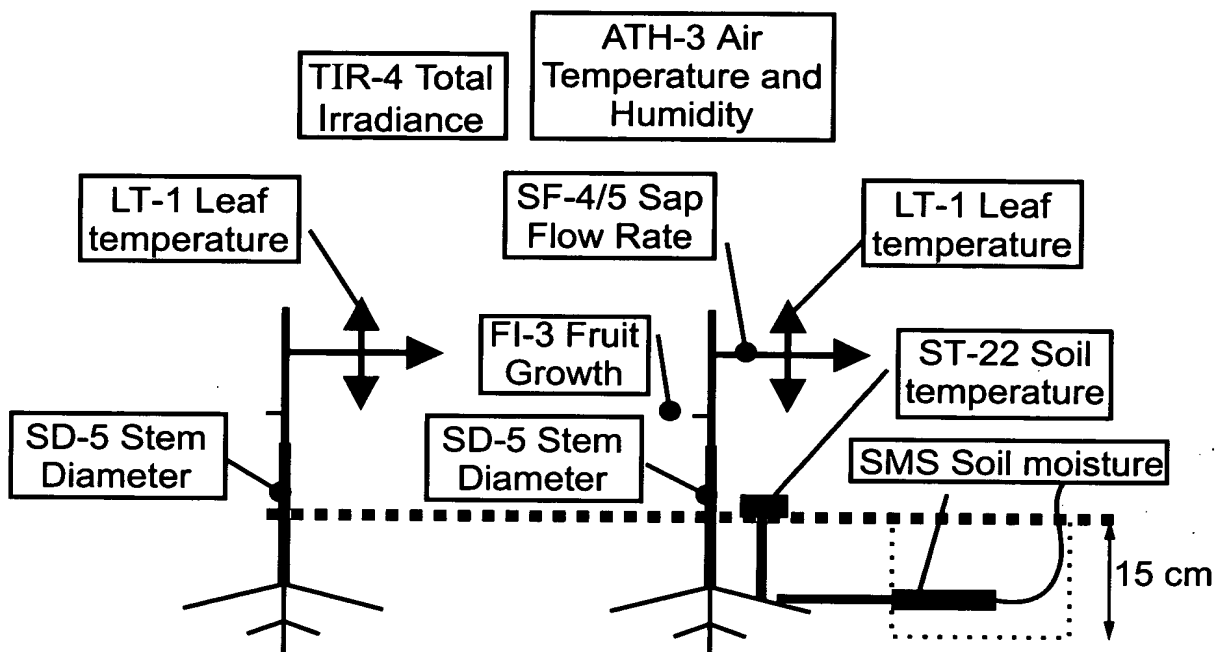 TIR-4 Total
Irradiance
ATH-3 Air
Temperature and
Humidity
LT-1 Leaf
temperature
SF-4/5 Sap
Flow Rate
LT-1 Leaf
temperature
FI-3 Fruit
Growth
ST-22 Soil
temperature
SD-5 Stem
Diameter
SD-5 Stem
Diameter
SMS Soil moisture
15 cm